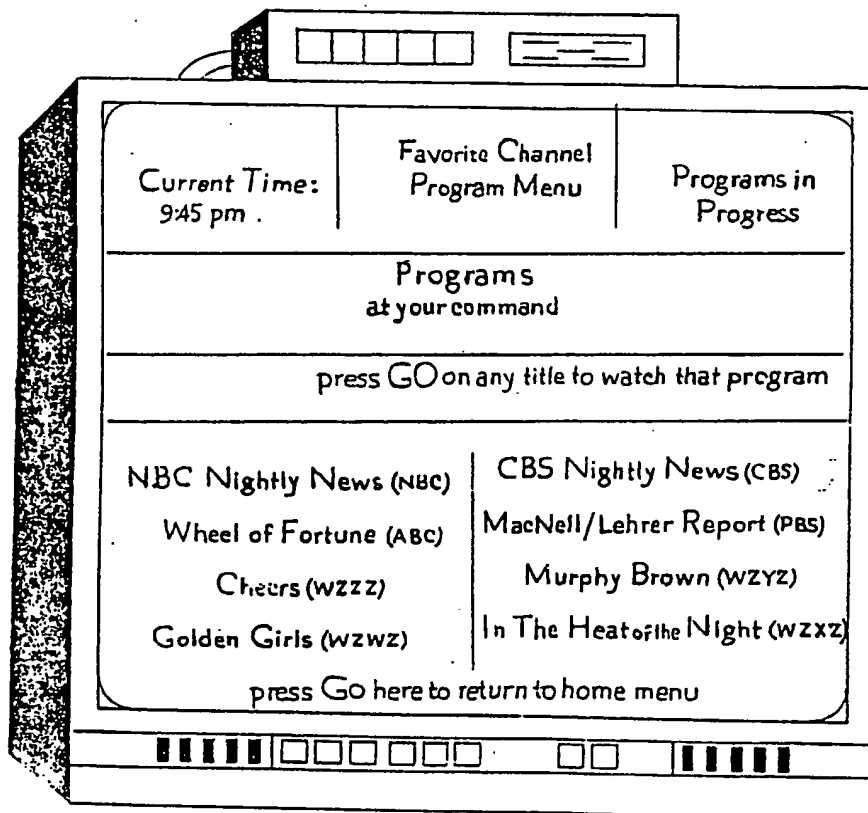 Current Time:
9:45 pm .
Favorite Channel
Program Menu
Programs in
Progress
Programs
at your command
press GO on any title to watch that program
NBC Nightly News (NBC)
Wheel of Fortune (ABC)
Cheers (WZZZ)
Golden Girls (WZWZ)
CBS Nightly News (CBS)
MacNeil/Lehrer Report (PBS)
Murphy Brown (WZYZ)
In The Heat of the Night (WZXZ)
press Go here to return to home menu